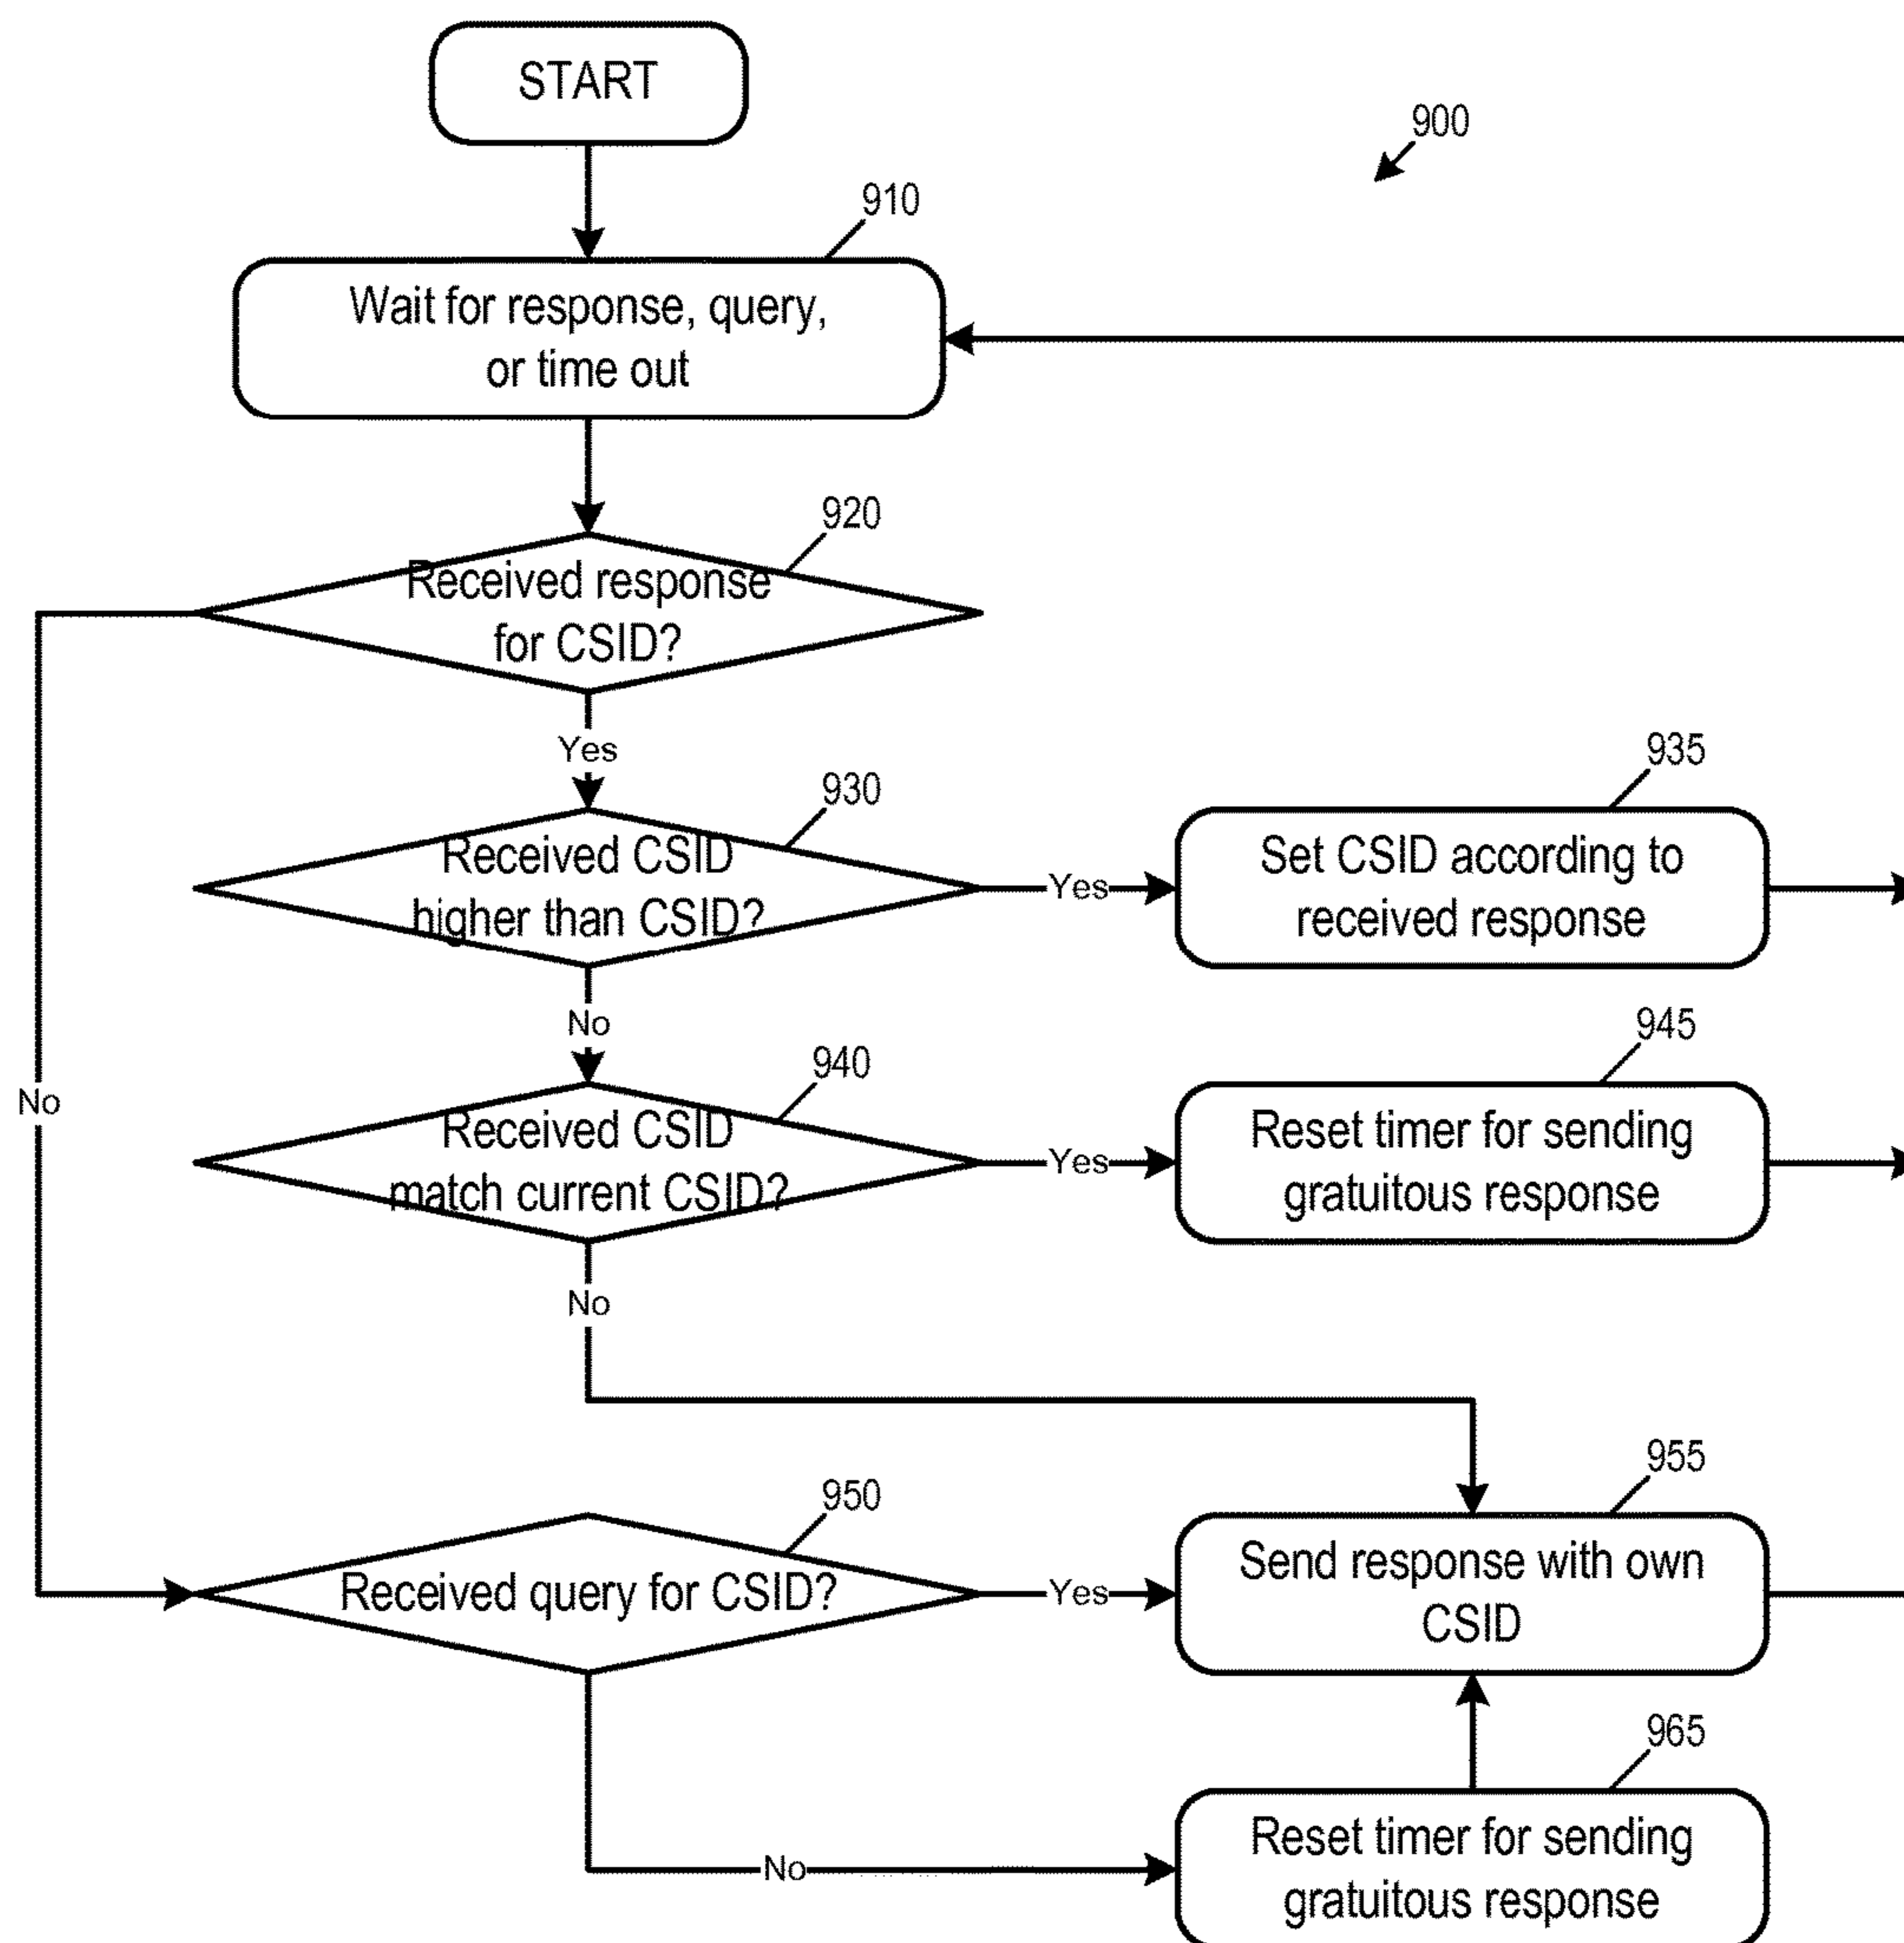 START
900
910
Wait for response, query,
or time out
920
Received response
for CSID?
Yes
930
Received CSID
higher than CSID?
Yes
935
Set CSID according to
received response
No
940
Received CSID
match current CSID?
Yes
945
Reset timer for sending
gratuitous response
No
No
950
Received query for CSID?
Yes
955
Send response with own
CSID
965
No
Reset timer for sending
gratuitous response